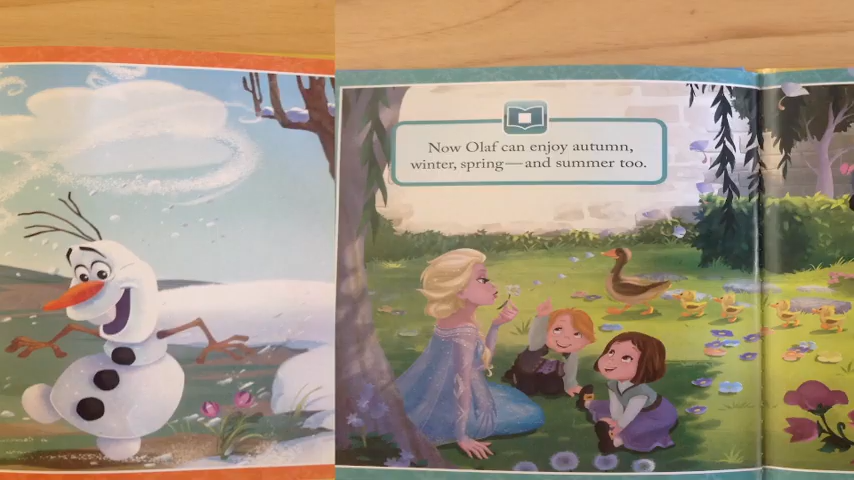 Now Olaf can enjoy autumn,
winter, spring—and summer too.